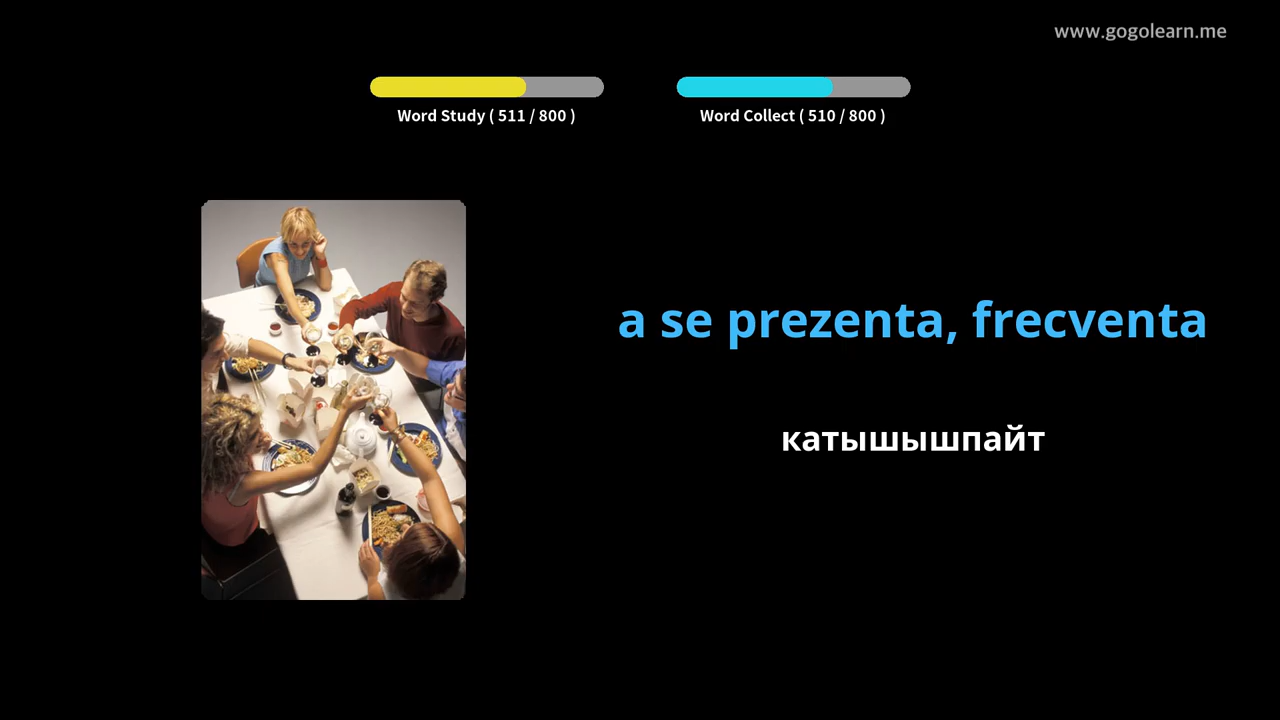 www.gogolearn.me
Word Study ( 511 / 800 )
Word Collect ( 510 / 800 )
a se prezenta, frecventa
катышышпайт